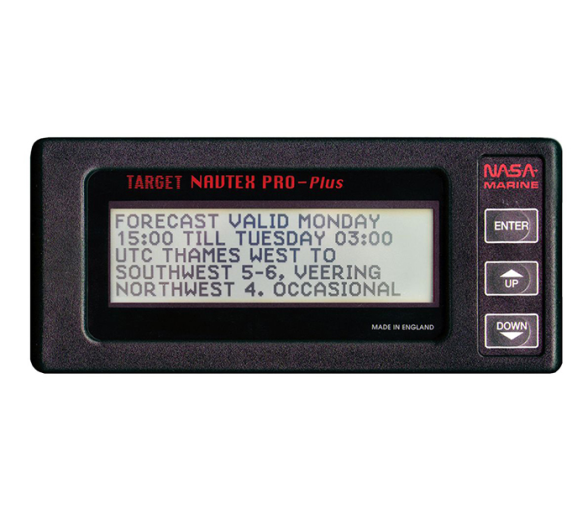 TARGET NAVTEX PRO-Plus
FORECAST VALID MONDAY
15:00 TILL TUESDAY 03:00
UTC THAMES WEST TO
SOUTHWEST 5-6, VEERING
NORTHWEST 4. OCCASIONAL
MADE IN ENGLAND
NASA
MARINE
ENTER
UP
DOWN